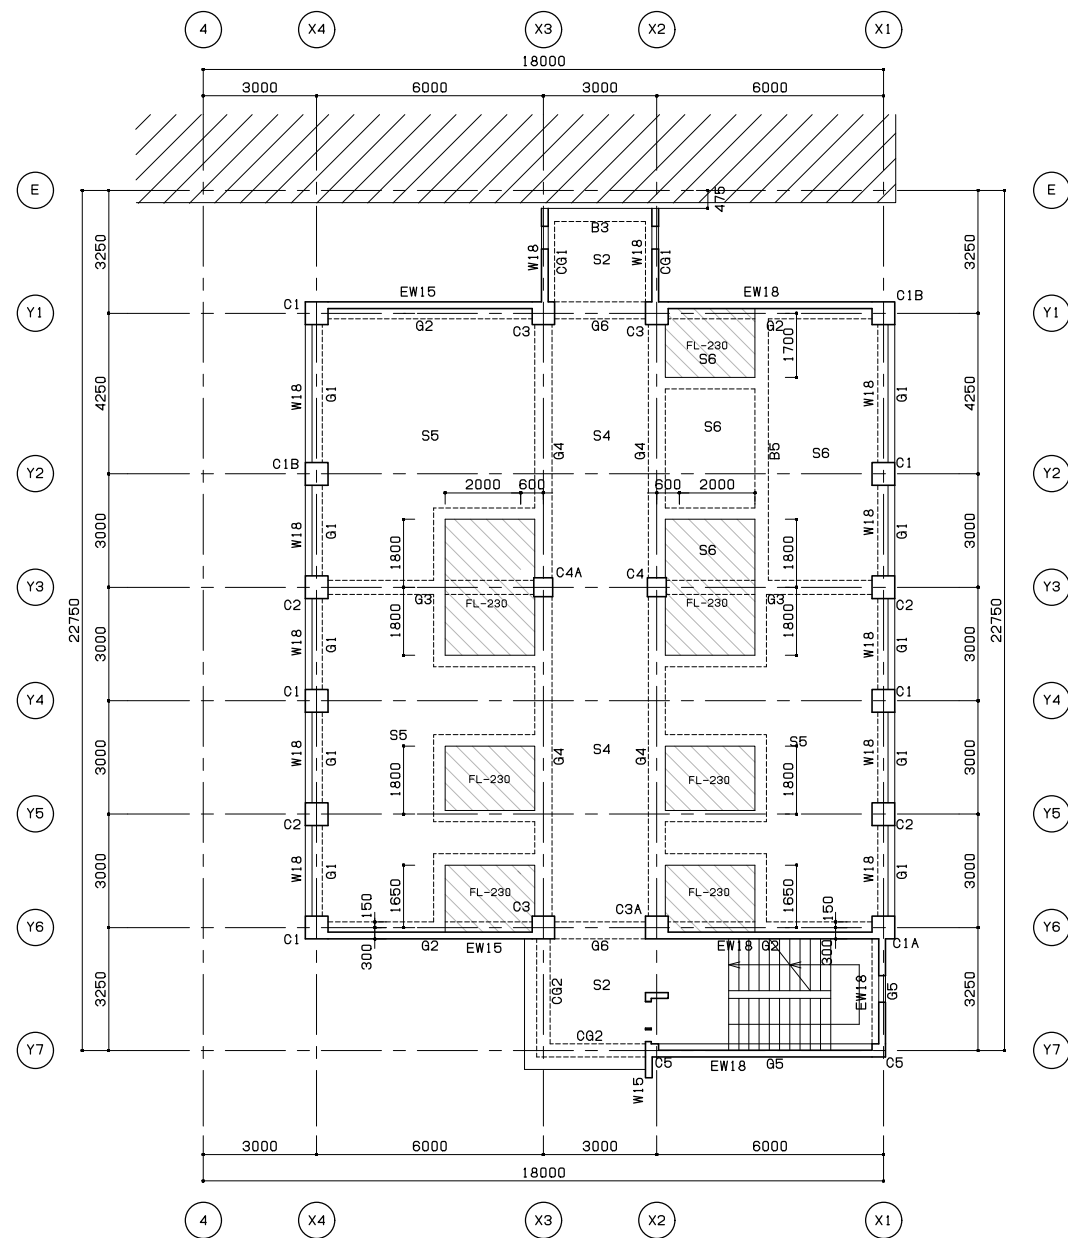 4 X4 X3 X2 X1
18000
3000 6000 3000 6000
E E
475
B3
W18 CG1 S2 W18 CG1
3250
EW15 EW18
C1 C1B
Y1 G2 C3 G6 C3 G2 Y1
FL-230
S6
1700
4250 W18 G1 W18 G1 4250
S5 G4 S4 G4 S6 B5 S6
C1B C1
Y2 Y2
2000 600 600 2000
3000 W18 G1 1800 S6 1800 W18 G1 3000
C4A C4
Y3 Y3
22750 C2 G3 FL-230 FL-230 G3 C2 22750
3000 W18 G1 1800 1800 W18 G1 3000
C1 C1
Y4 Y4
S5 S5
3000 W18 G1 1800 G4 S4 G4 1800 W18 G1 3000
FL-230 FL-230
Y5 Y5
C2 C2
3000 W18 G1 1650 1650 W18 G1 3000
FL-230 FL-230
C3 C3A
150 150
Y6 Y6
C1 G2 EW15 G6 EW18 G2 C1A
300 300
3250 CG2 S2 EW18 G5 3250
CG2
Y7 Y7
C5 EW18 G5 C5
W15
3000 6000 3000 6000
18000
4 X4 X3 X2 X1